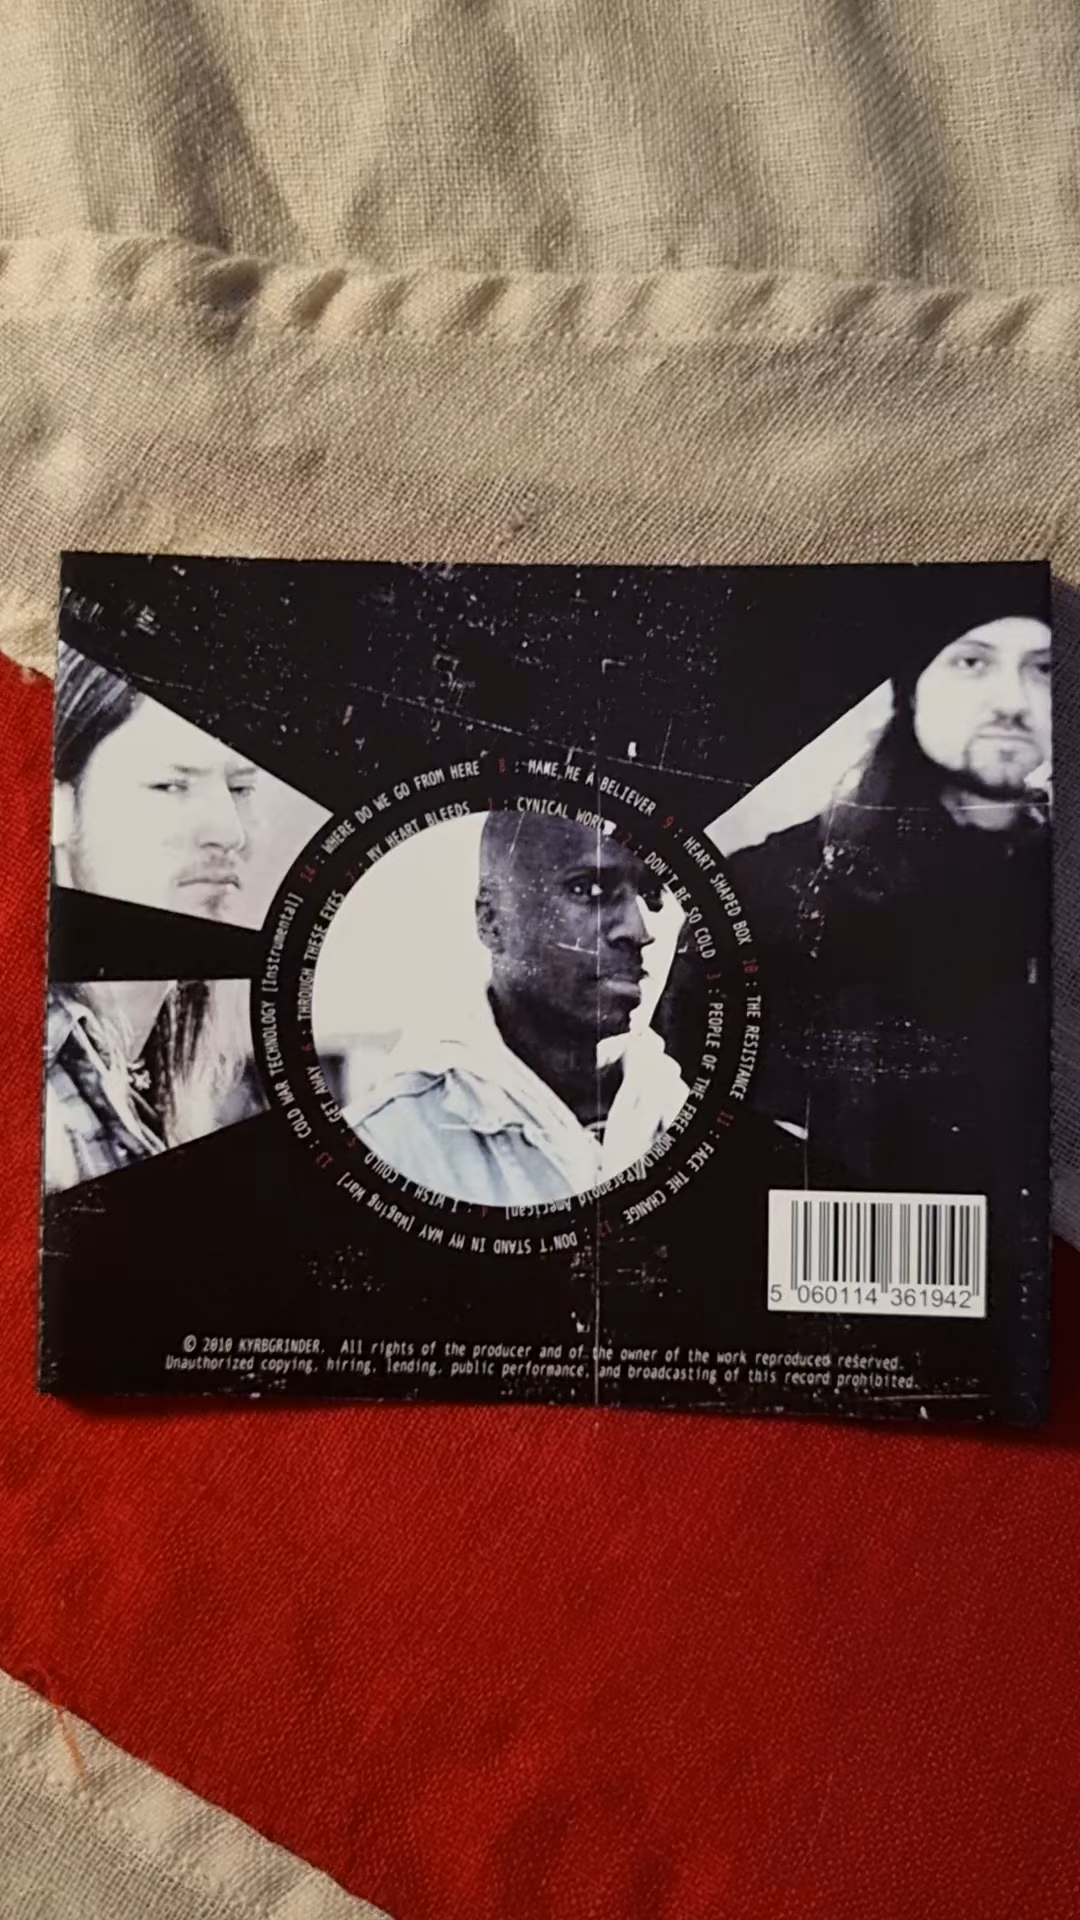 1 : CYNICAL WORLD
2 : DON'T BE SO COLD
3 : PEOPLE OF THE FREE WORLD [Paranoid American]
4 : I WISH I COULD
5 : GET AWAY
6 : THROUGH THESE EYES
7 : MY HEART BLEEDS
8 : MAKE ME A BELIEVER
9 : HEART SHAPED BOX
10 : THE RESISTANCE
11 : FACE THE CHANGE
12 : DON'T STAND IN MY WAY [Waging War]
13 : COLD WAR TECHNOLOGY [Instrumental]
14 : WHERE DO WE GO FROM HERE
5 060114 361942
© 2010 KYRBGRINDER. All rights of the producer and of the owner of the work reproduced reserved.
Unauthorized copying, hiring, lending, public performance, and broadcasting of this record prohibited.